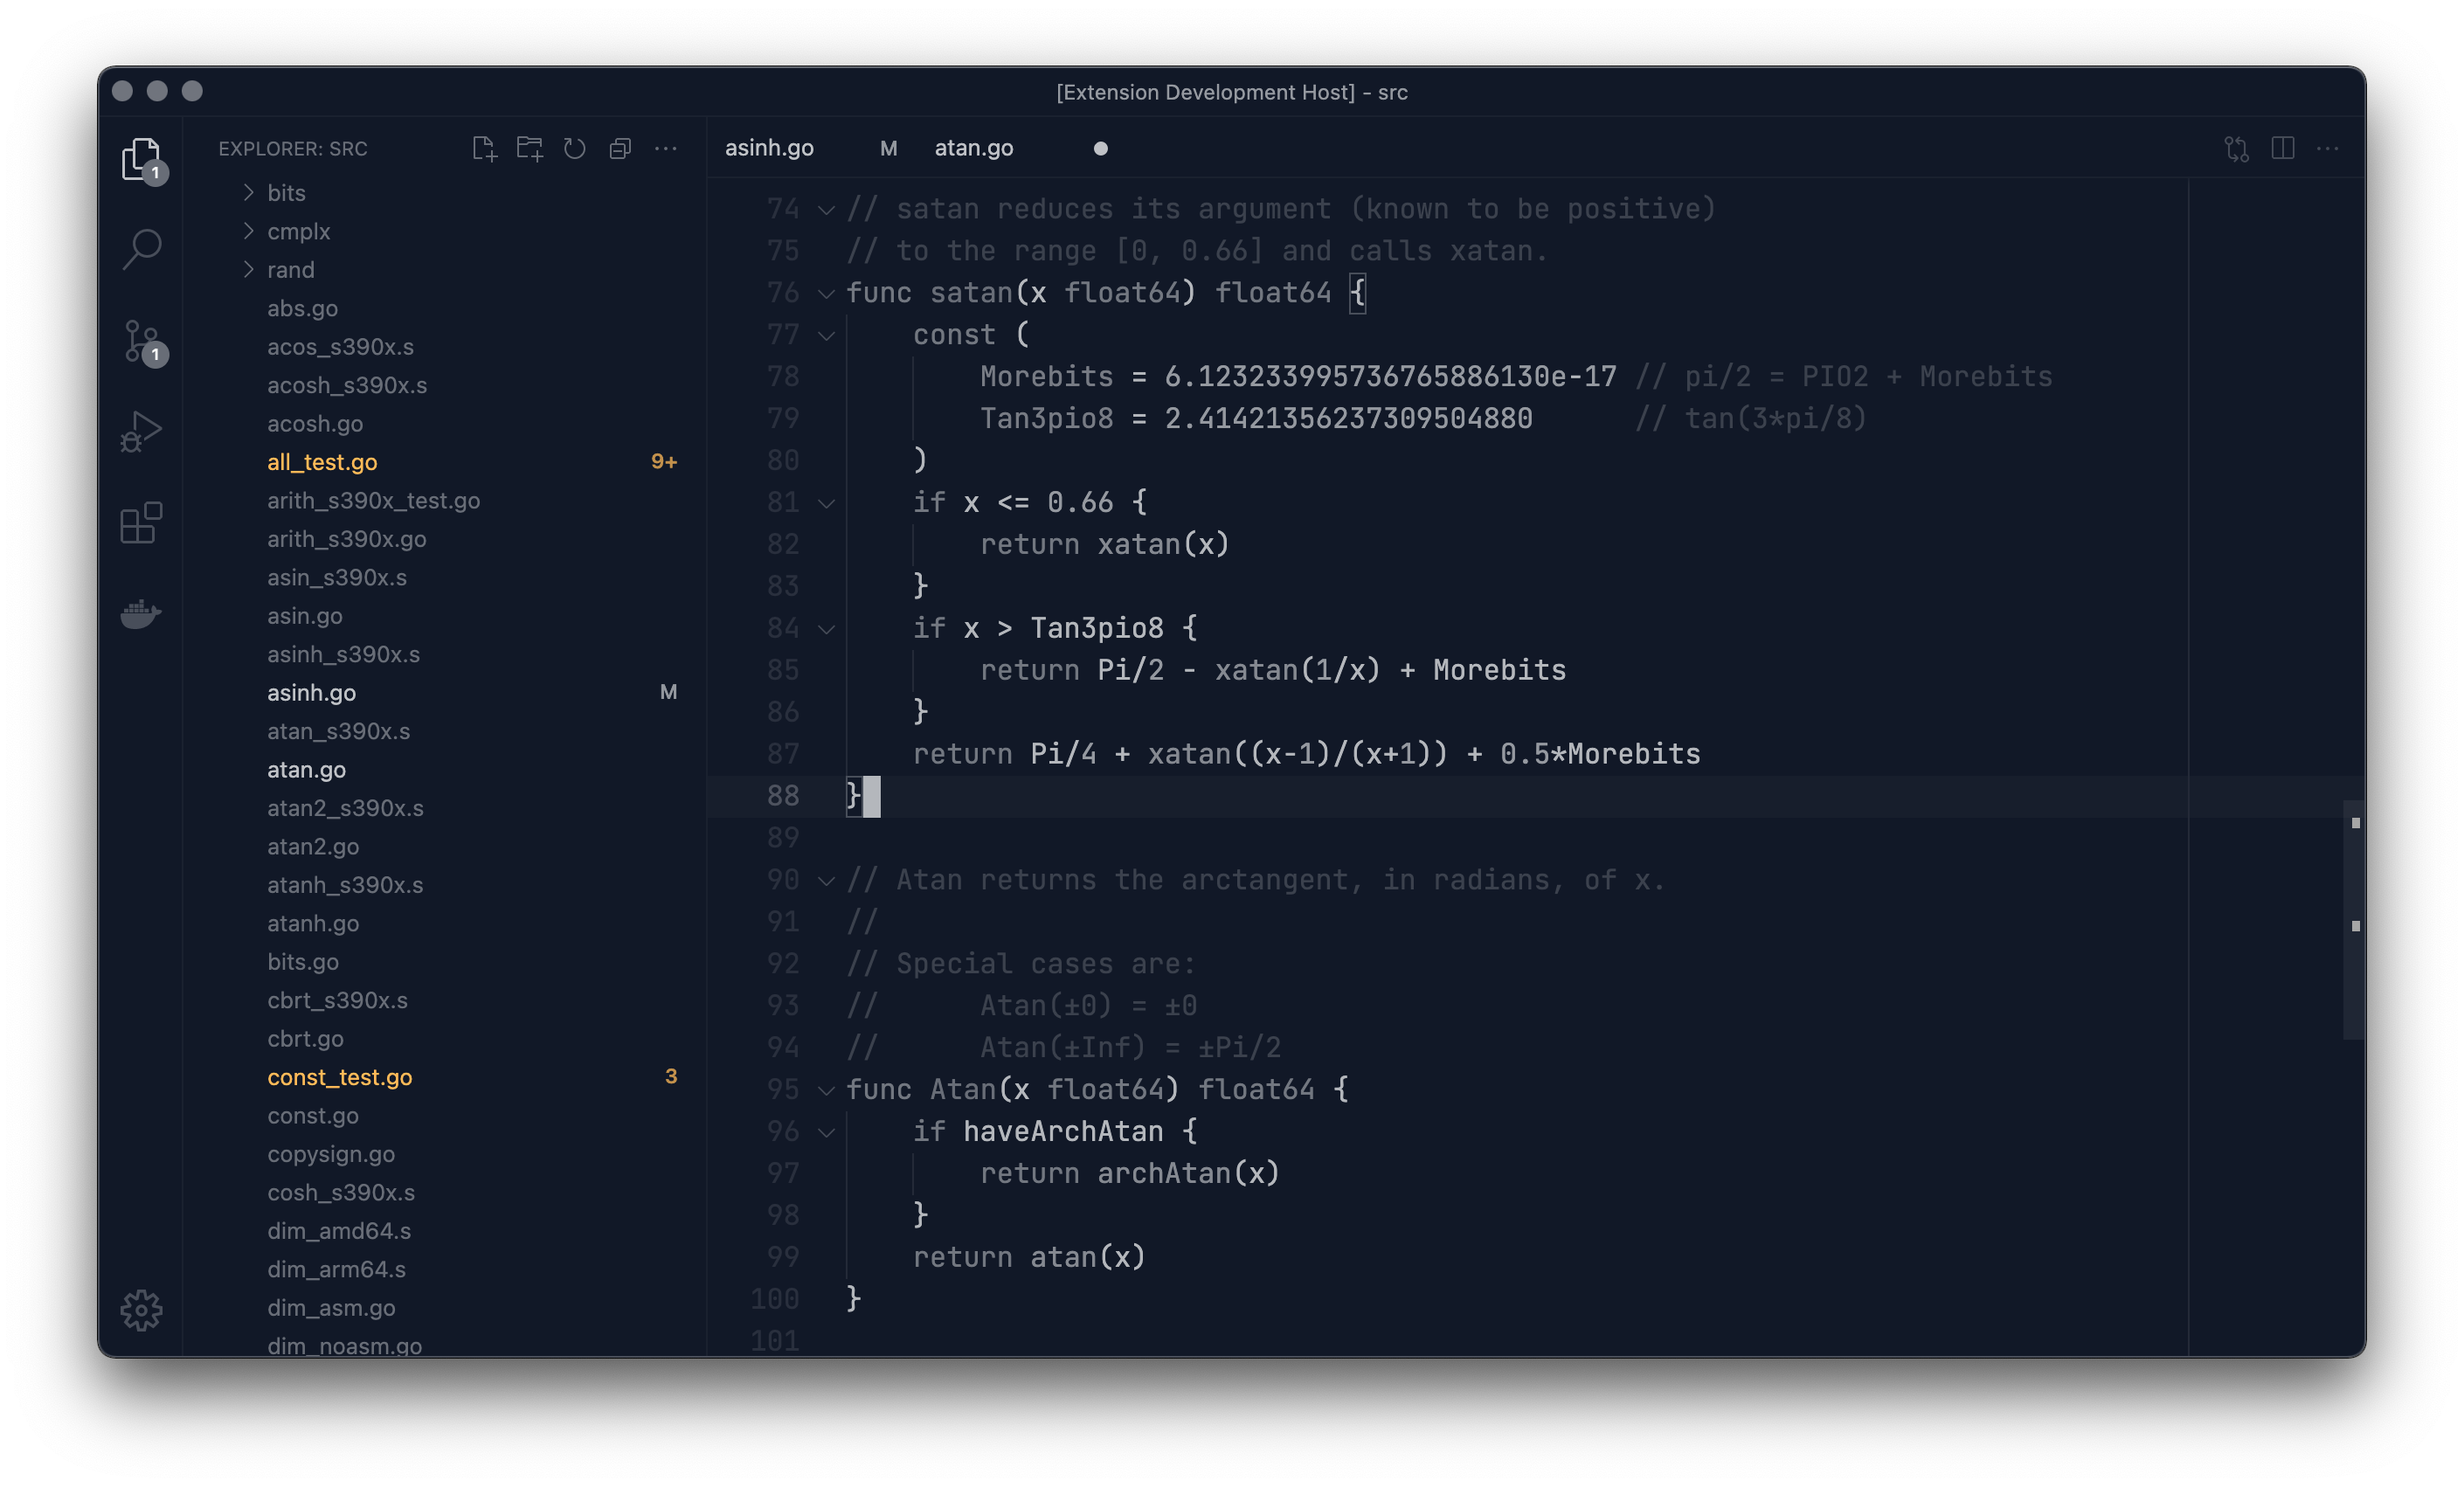 [Extension Development Host] - src
EXPLORER: SRC
1
1
bits
cmplx
rand
abs.go
acos_s390x.s
acosh_s390x.s
acosh.go
all_test.go 9+
arith_s390x_test.go
arith_s390x.go
asin_s390x.s
asin.go
asinh_s390x.s
asinh.go M
atan_s390x.s
atan.go
atan2_s390x.s
atan2.go
atanh_s390x.s
atanh.go
bits.go
cbrt_s390x.s
cbrt.go
const_test.go 3
const.go
copysign.go
cosh_s390x.s
dim_amd64.s
dim_arm64.s
dim_asm.go
dim_noasm.go
asinh.go M atan.go
74 // satan reduces its argument (known to be positive)
75 // to the range [0, 0.66] and calls xatan.
76 func satan(x float64) float64 {
77 const (
78 Morebits = 6.123233995736765886130e-17 // pi/2 = PIO2 + Morebits
79 Tan3pio8 = 2.41421356237309504880 // tan(3*pi/8)
80 )
81 if x <= 0.66 {
82 return xatan(x)
83 }
84 if x > Tan3pio8 {
85 return Pi/2 - xatan(1/x) + Morebits
86 }
87 return Pi/4 + xatan((x-1)/(x+1)) + 0.5*Morebits
88 }
89
90 // Atan returns the arctangent, in radians, of x.
91 //
92 // Special cases are:
93 // Atan(±0) = ±0
94 // Atan(±Inf) = ±Pi/2
95 func Atan(x float64) float64 {
96 if haveArchAtan {
97 return archAtan(x)
98 }
99 return atan(x)
100 }
101